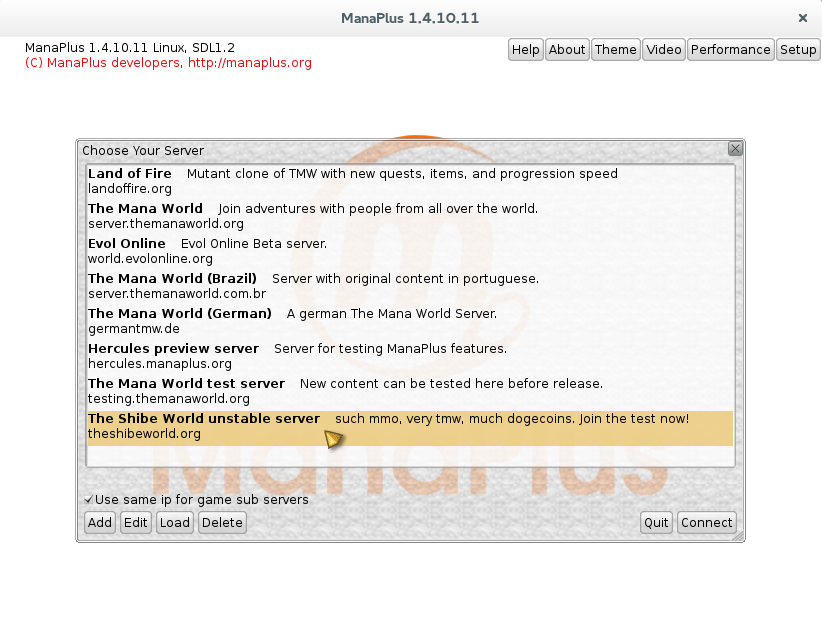 ManaPlus 1.4.10.11
ManaPlus 1.4.10.11 Linux, SDL1.2
(C) ManaPlus developers, http://manaplus.org
Help About Theme Video Performance Setup
Choose Your Server
Land of Fire Mutant clone of TMW with new quests, items, and progression speed
landoffire.org
The Mana World Join adventures with people from all over the world.
server.themanaworld.org
Evol Online Evol Online Beta server.
world.evolonline.org
The Mana World (Brazil) Server with original content in portuguese.
server.themanaworld.com.br
The Mana World (German) A german The Mana World Server.
germantmw.de
Hercules preview server Server for testing ManaPlus features.
hercules.manaplus.org
The Mana World test server New content can be tested here before release.
testing.themanaworld.org
The Shibe World unstable server such mmo, very tmw, much dogecoins. Join the test now!
theshibeworld.org
ManaPlus
Use same ip for game sub servers
Add Edit Load Delete Quit Connect